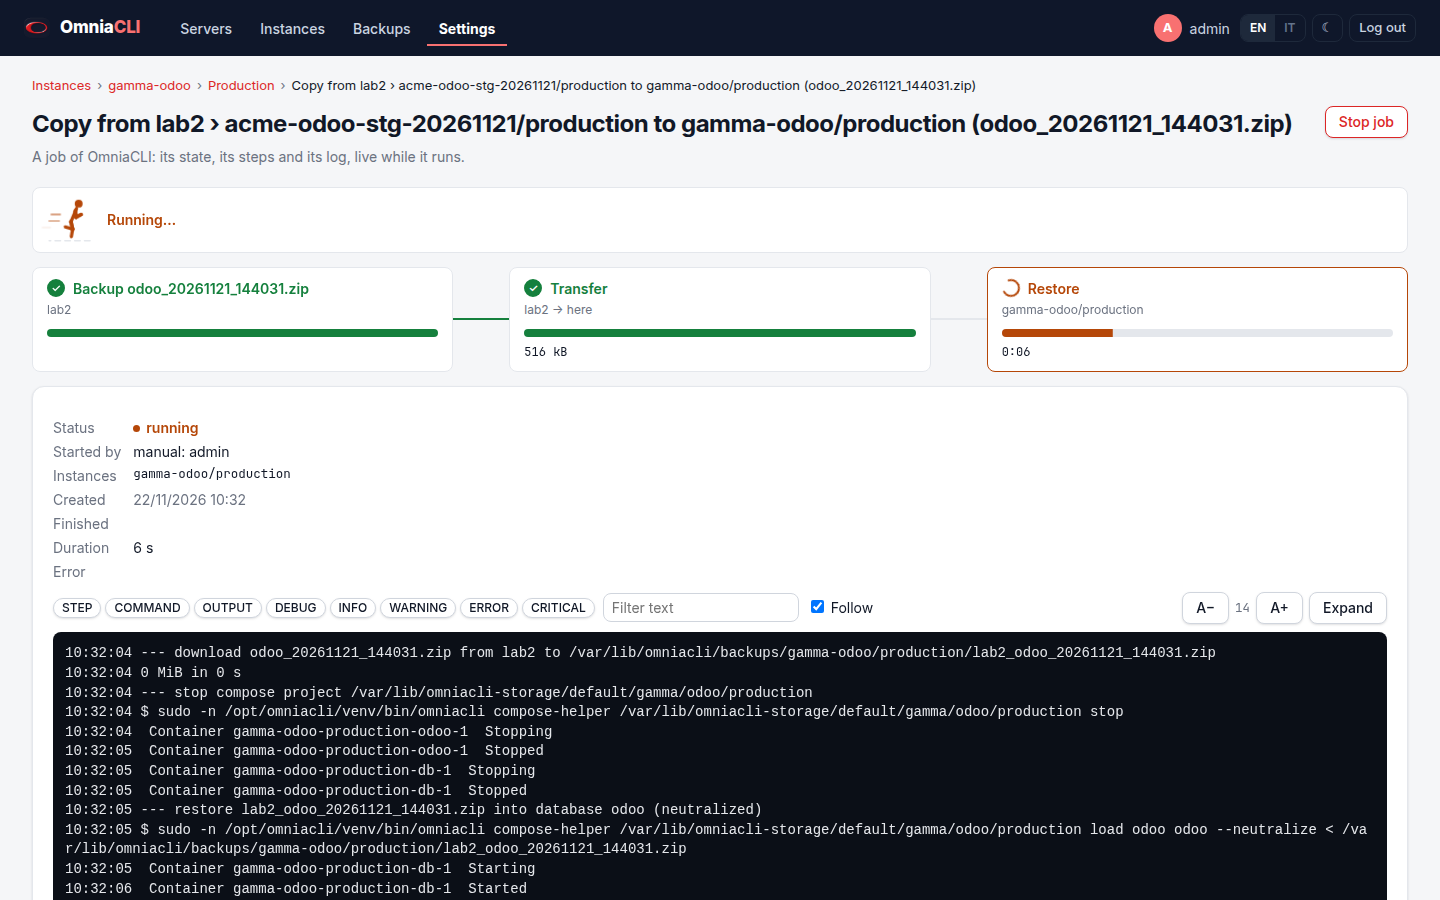 OmniaCLI
Servers
Instances
Backups
Settings
A
admin
EN
IT
Log out
Instances › gamma-odoo › Production › Copy from lab2 › acme-odoo-stg-20261121/production to gamma-odoo/production (odoo_20261121_144031.zip)
Copy from lab2 › acme-odoo-stg-20261121/production to gamma-odoo/production (odoo_20261121_144031.zip)
Stop job
A job of OmniaCLI: its state, its steps and its log, live while it runs.
Running...
Backup odoo_20261121_144031.zip
lab2
Transfer
lab2 → here
516 kB
Restore
gamma-odoo/production
0:06
Status running
Started by manual: admin
Instances gamma-odoo/production
Created 22/11/2026 10:32
Finished
Duration 6 s
Error
STEP COMMAND OUTPUT DEBUG INFO WARNING ERROR CRITICAL Filter text Follow A− 14 A+ Expand
10:32:04 --- download odoo_20261121_144031.zip from lab2 to /var/lib/omniacli/backups/gamma-odoo/production/lab2_odoo_20261121_144031.zip
10:32:04 0 MiB in 0 s
10:32:04 --- stop compose project /var/lib/omniacli-storage/default/gamma/odoo/production
10:32:04 $ sudo -n /opt/omniacli/venv/bin/omniacli compose-helper /var/lib/omniacli-storage/default/gamma/odoo/production stop
10:32:04  Container gamma-odoo-production-odoo-1  Stopping
10:32:05  Container gamma-odoo-production-odoo-1  Stopped
10:32:05  Container gamma-odoo-production-db-1  Stopping
10:32:05  Container gamma-odoo-production-db-1  Stopped
10:32:05 --- restore lab2_odoo_20261121_144031.zip into database odoo (neutralized)
10:32:05 $ sudo -n /opt/omniacli/venv/bin/omniacli compose-helper /var/lib/omniacli-storage/default/gamma/odoo/production load odoo odoo --neutralize < /va
r/lib/omniacli/backups/gamma-odoo/production/lab2_odoo_20261121_144031.zip
10:32:05  Container gamma-odoo-production-db-1  Starting
10:32:06  Container gamma-odoo-production-db-1  Started